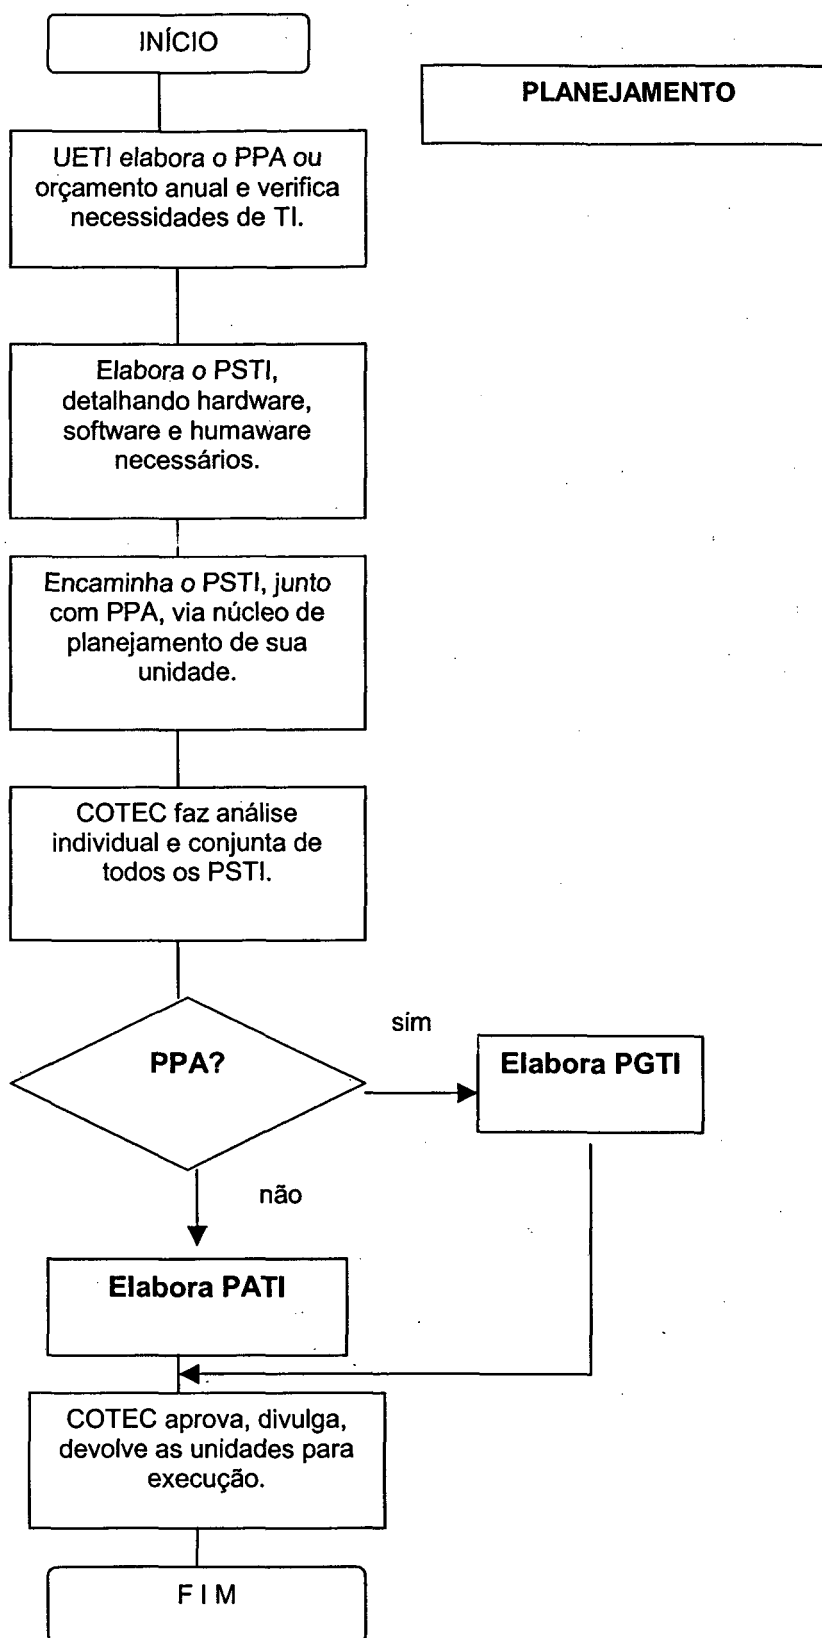 INÍCIO
PLANEJAMENTO
UETI elabora o PPA ou
orçamento anual e verifica
necessidades de TI.
Elabora o PSTI,
detalhando hardware,
software e humaware
necessários.
Encaminha o PSTI, junto
com PPA, via núcleo de
planejamento de sua
unidade.
COTEC faz análise
individual e conjunta de
todos os PSTI.
PPA?
sim
Elabora PGTI
não
Elabora PATI
COTEC aprova, divulga,
devolve as unidades para
execução.
F I M